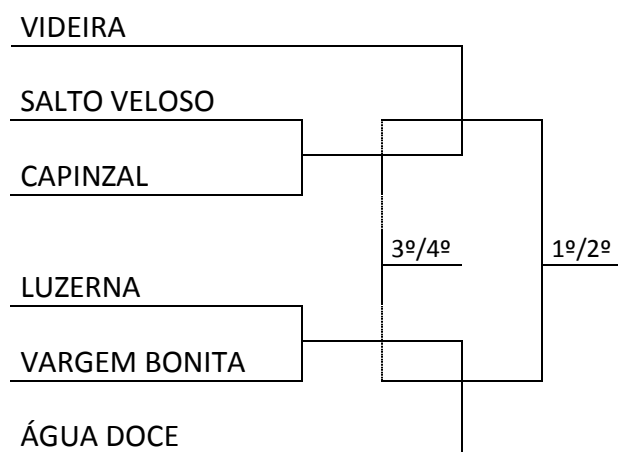 VIDEIRA
SALTO VELOSO
CAPINZAL
3º/4º
1º/2º
LUZERNA
VARGEM BONITA
ÁGUA DOCE